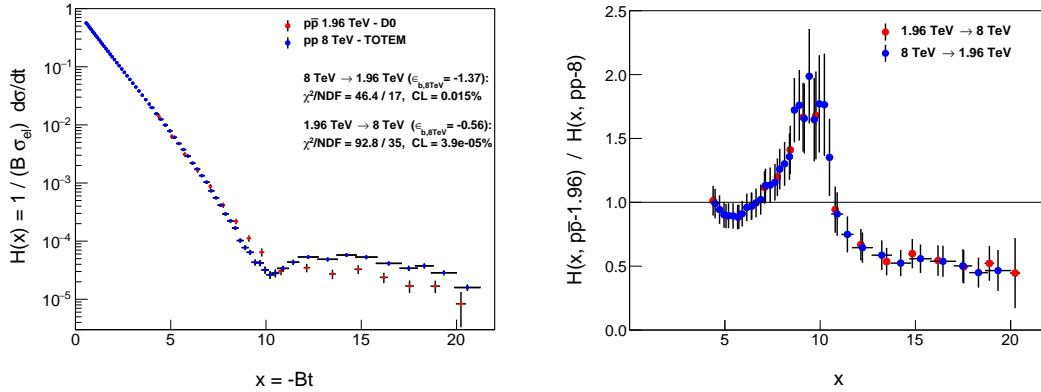 H(x) = 1 / (B σ_el) dσ/dt
1
10⁻¹
10⁻²
10⁻³
10⁻⁴
10⁻⁵
pp̅ 1.96 TeV - D0
pp 8 TeV - TOTEM
8 TeV → 1.96 TeV (ϵ_b,8TeV = -1.37):
χ²/NDF = 46.4 / 17, CL = 0.015%
1.96 TeV → 8 TeV (ϵ_b,8TeV = -0.56):
χ²/NDF = 92.8 / 35, CL = 3.9e-05%
5 10 15 20
x = -Bt
H(x, pp̅-1.96) / H(x, pp-8)
2.5
2.0
1.5
1.0
0.5
0.0
1.96 TeV → 8 TeV
8 TeV → 1.96 TeV
5 10 15 20
x